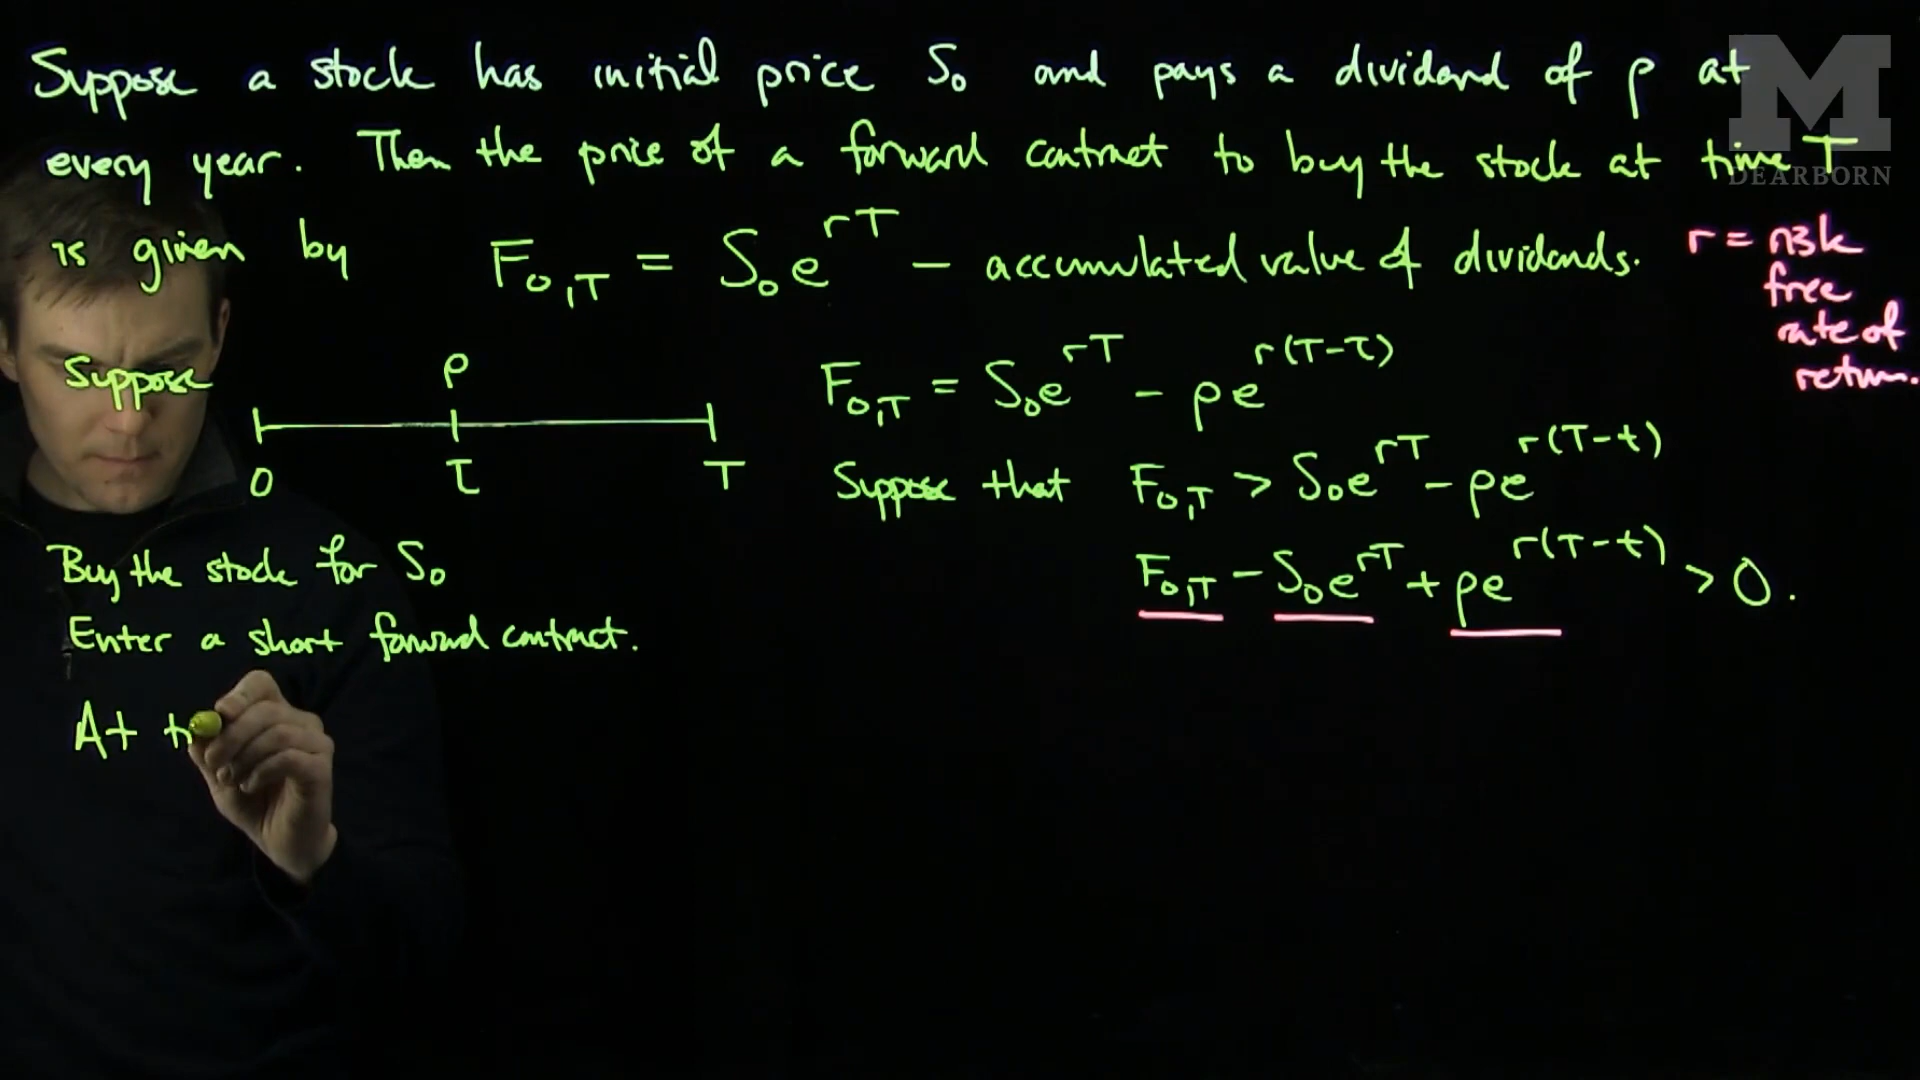 Suppose a stock has initial price S₀ and pays a dividend of ρ at
every year. Then the price of a forward contract to buy the stock at time T
is given by F₀,T = S₀e^{rT} − accumulated value of dividends.
r = risk
free
rate of
return.
Suppose
ρ
0 τ T
F₀,T = S₀e^{rT} − ρe^{r(T−τ)}
Suppose that F₀,T > S₀e^{rT} − ρe^{r(T−t)}
F₀,T − S₀e^{rT} + ρe^{r(T−t)} > 0.
Buy the stock for S₀
Enter a short forward contract.
At
M
DEARBORN